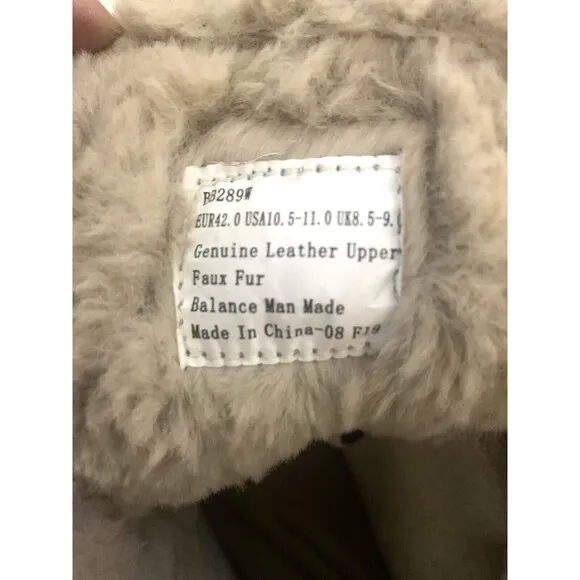 BB289W
EUR42.0 USA10.5-11.0 UK8.5-9.
Genuine Leather Upper
Faux Fur
Balance Man Made
Made In China-08 F19